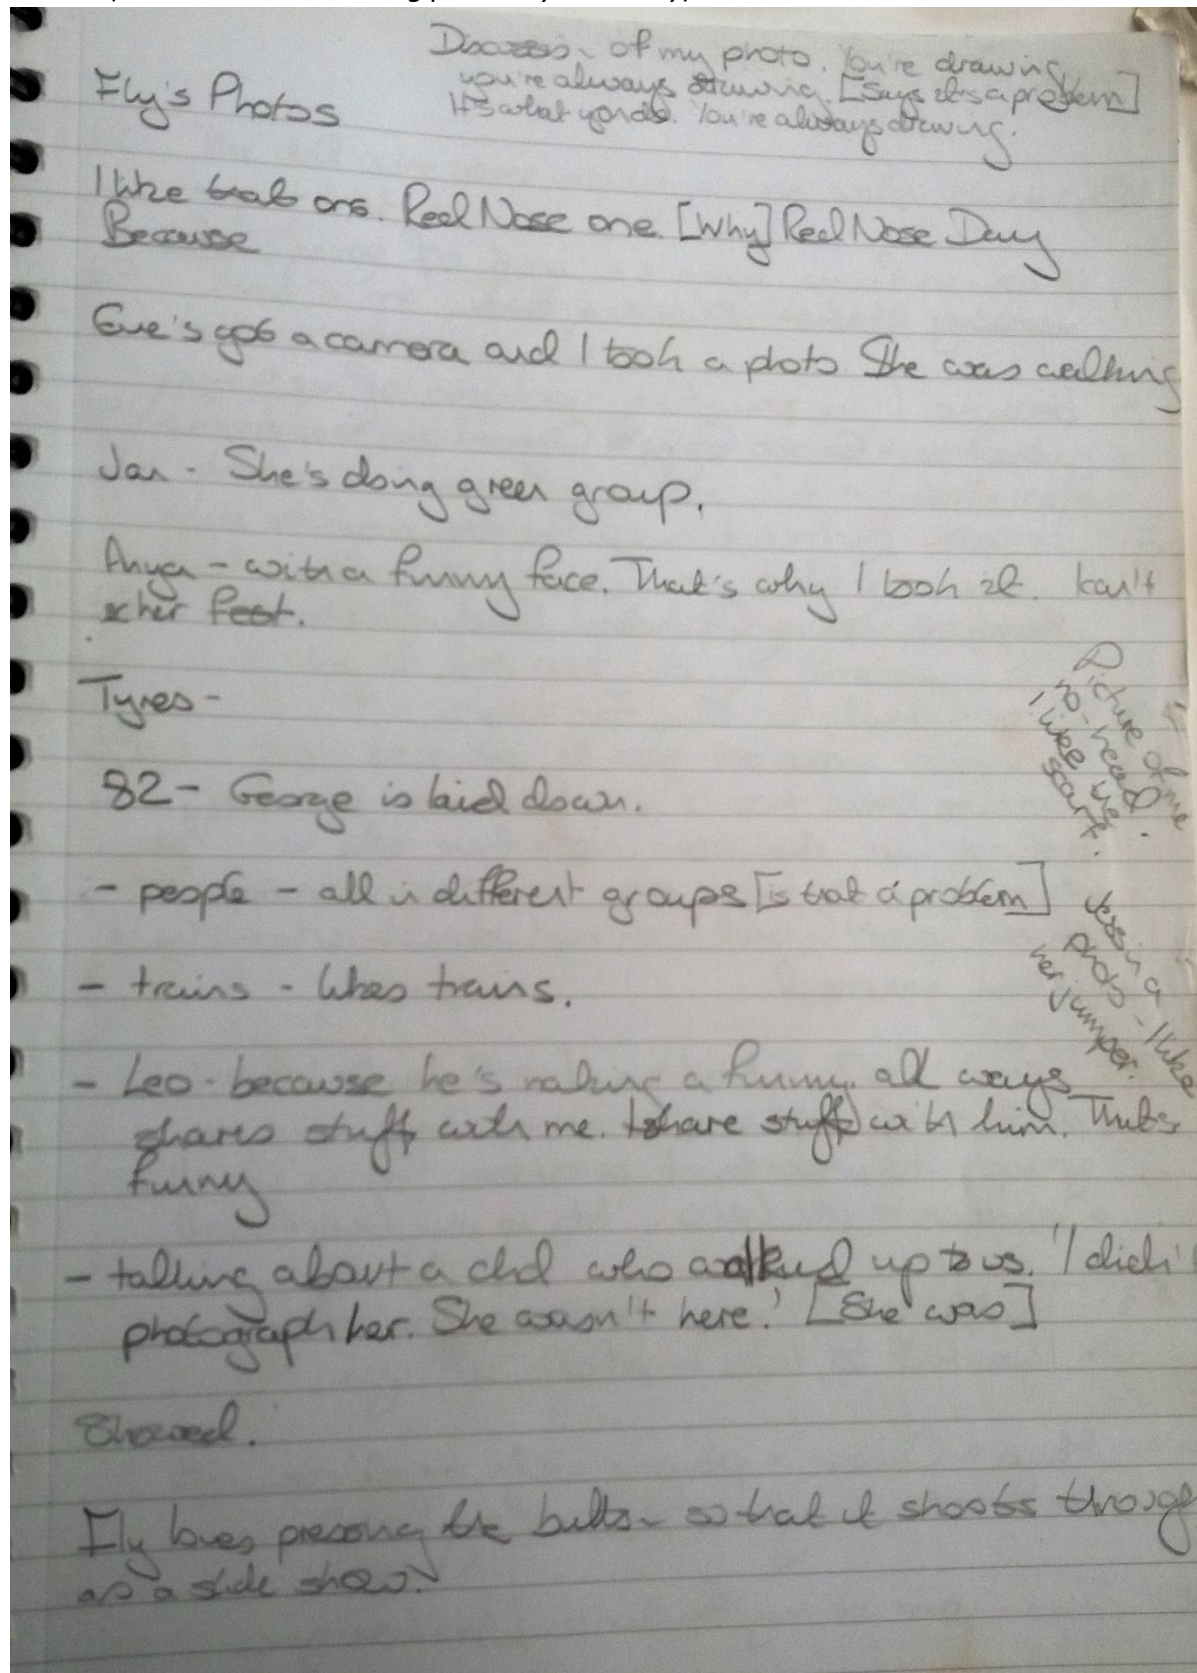 Fly's Photos
Discussion of my photo. You're drawing,
you're always drawing. [Says it's a problem]
It's what you do. You're always drawing.
I like that one. Red Nose one. [Why] Red Nose Day
Because
Eve's got a camera and I took a photo She was walking
Jan - She's doing green group.
Anya - with a funny face. That's why I took it. I can't
her feet.
Tyres -
82 - George is laid down.
- people - all in different groups [is that a problem]
- trains - likes trains.
- Leo - because he's making a funny. all ways
shares stuff with me. I share stuff with him. That's
funny
- talking about a chd who walked up to us. 'I didn'
photograph her. She wasn't here.' [She was]
Showed.
Fly loves pressing the button so that it shoots through
as a slide show.
Picture of me
no-head.
I like the
scarf.
Jess in a
photo - I like
her jumper.